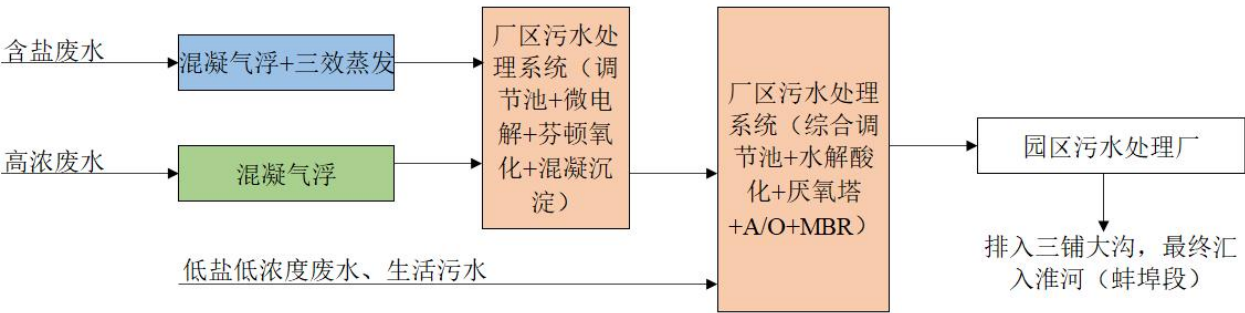 含盐废水
混凝气浮+三效蒸发
高浓废水
混凝气浮
厂区污水处
理系统（调
节池+微电
解+芬顿氧
化+混凝沉
淀）
低盐低浓度废水、生活污水
厂区污水处理
系统（综合调
节池+水解酸
化+厌氧塔
+A/O+MBR）
园区污水处理厂
排入三铺大沟，最终汇
入淮河（蚌埠段）